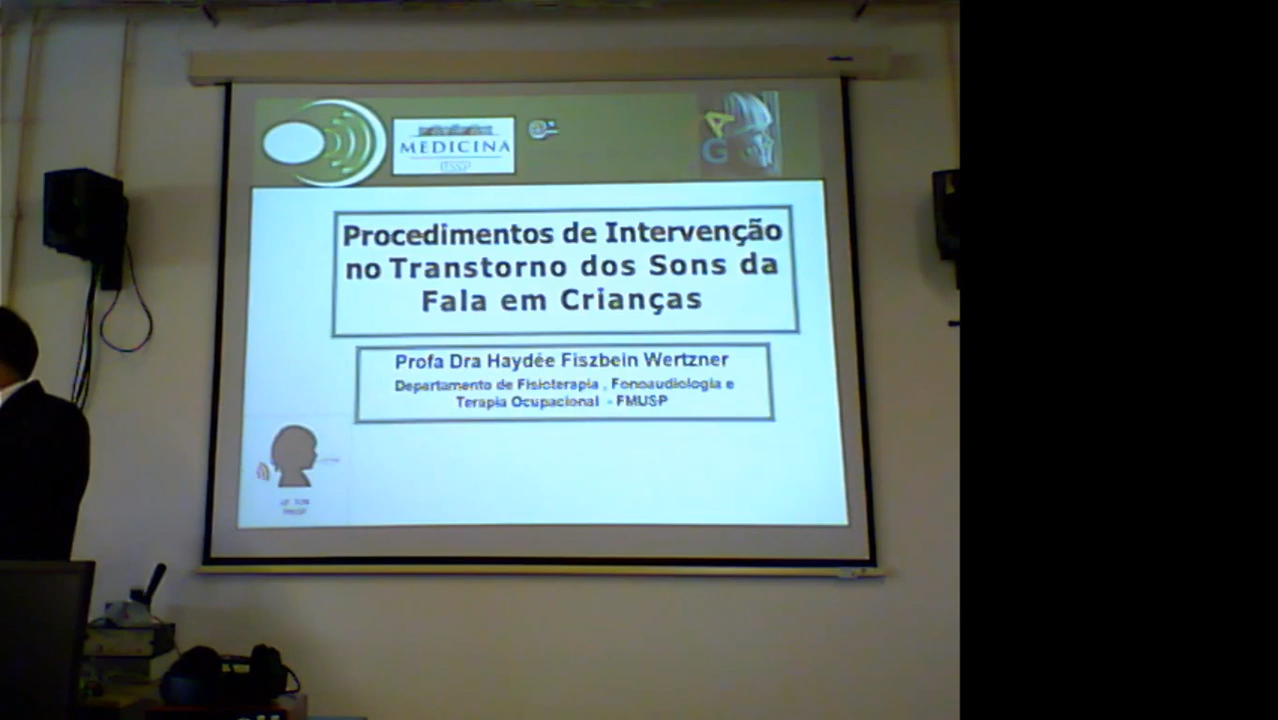 MEDICINA
USP
A
G
Procedimentos de Intervenção
no Transtorno dos Sons da
Fala em Crianças
Profa Dra Haydée Fiszbein Wertzner
Departamento de Fisioterapia , Fonoaudiologia e
Terapia Ocupacional - FMUSP